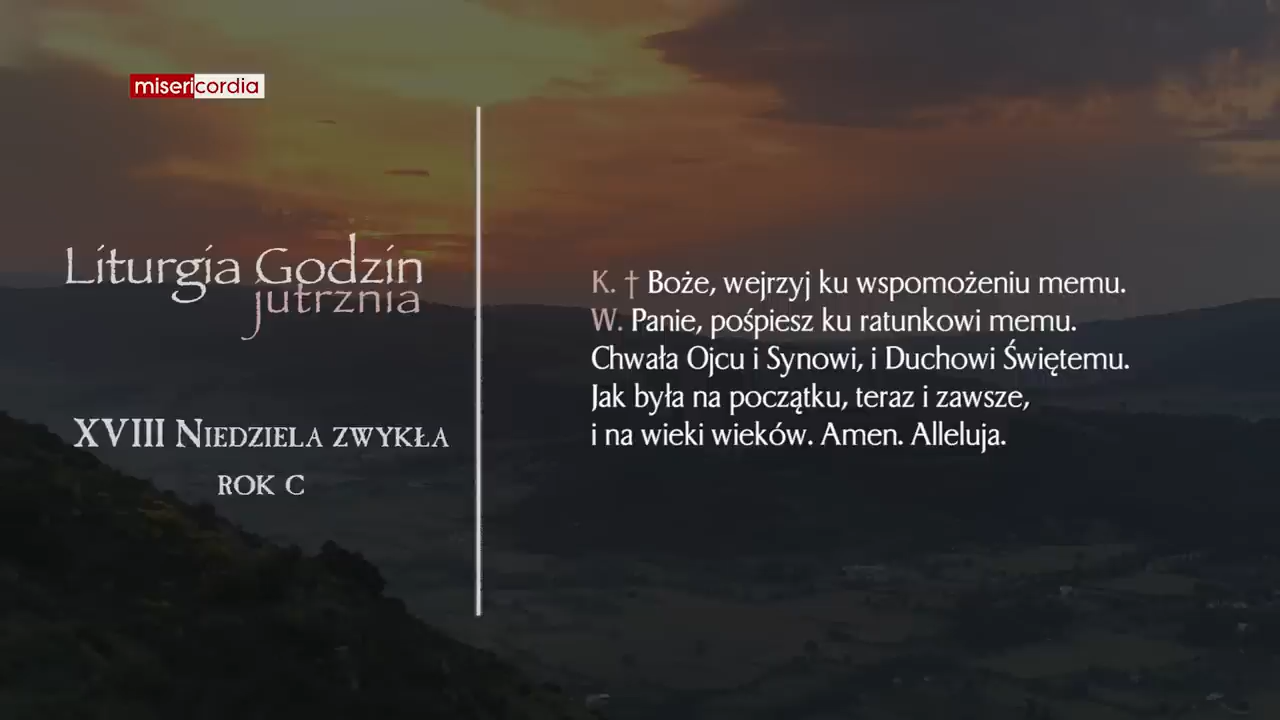 misericordia
Liturgia Godzin
jutrznia
XVIII Niedziela zwykła
rok C
K. † Boże, wejrzyj ku wspomożeniu memu.
W. Panie, pośpiesz ku ratunkowi memu.
Chwała Ojcu i Synowi, i Duchowi Świętemu.
Jak była na początku, teraz i zawsze,
i na wieki wieków. Amen. Alleluja.